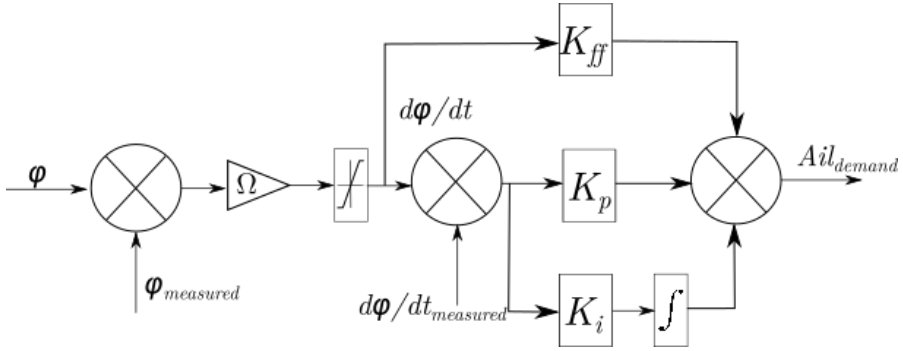 K_ff
dφ/dt
φ
Ω
K_p
Ail_demand
φ_measured
dφ/dt_measured
K_i
∫